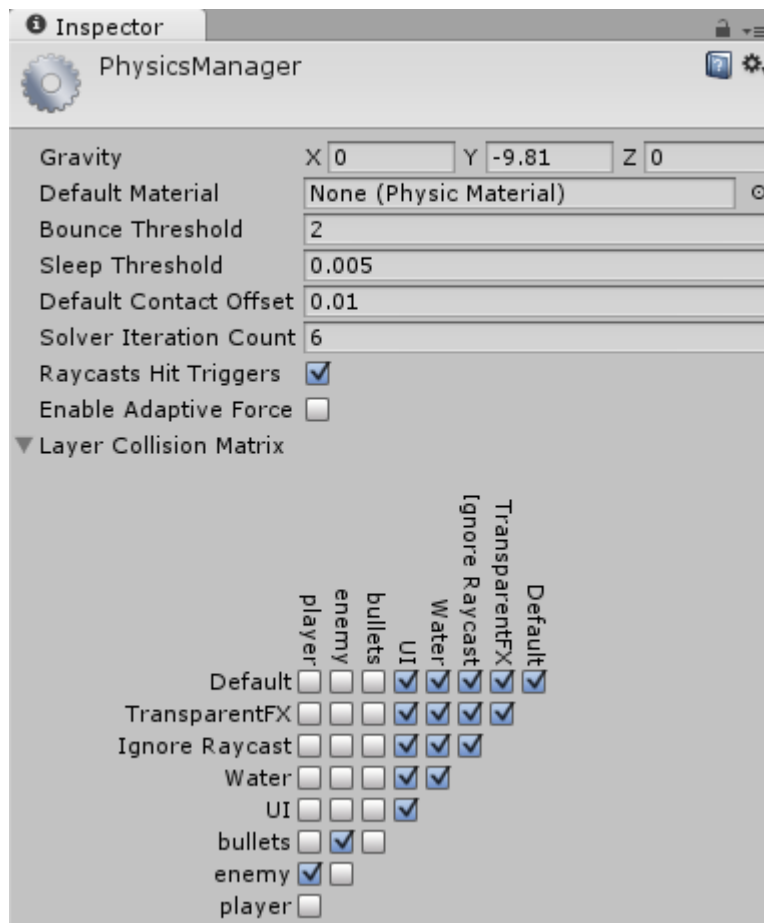 Inspector
PhysicsManager
Gravity X 0 Y -9.81 Z 0
Default Material None (Physic Material)
Bounce Threshold 2
Sleep Threshold 0.005
Default Contact Offset 0.01
Solver Iteration Count 6
Raycasts Hit Triggers
Enable Adaptive Force
Layer Collision Matrix
player
enemy
bullets
UI
Water
Ignore Raycast
TransparentFX
Default
Default
TransparentFX
Ignore Raycast
Water
UI
bullets
enemy
player